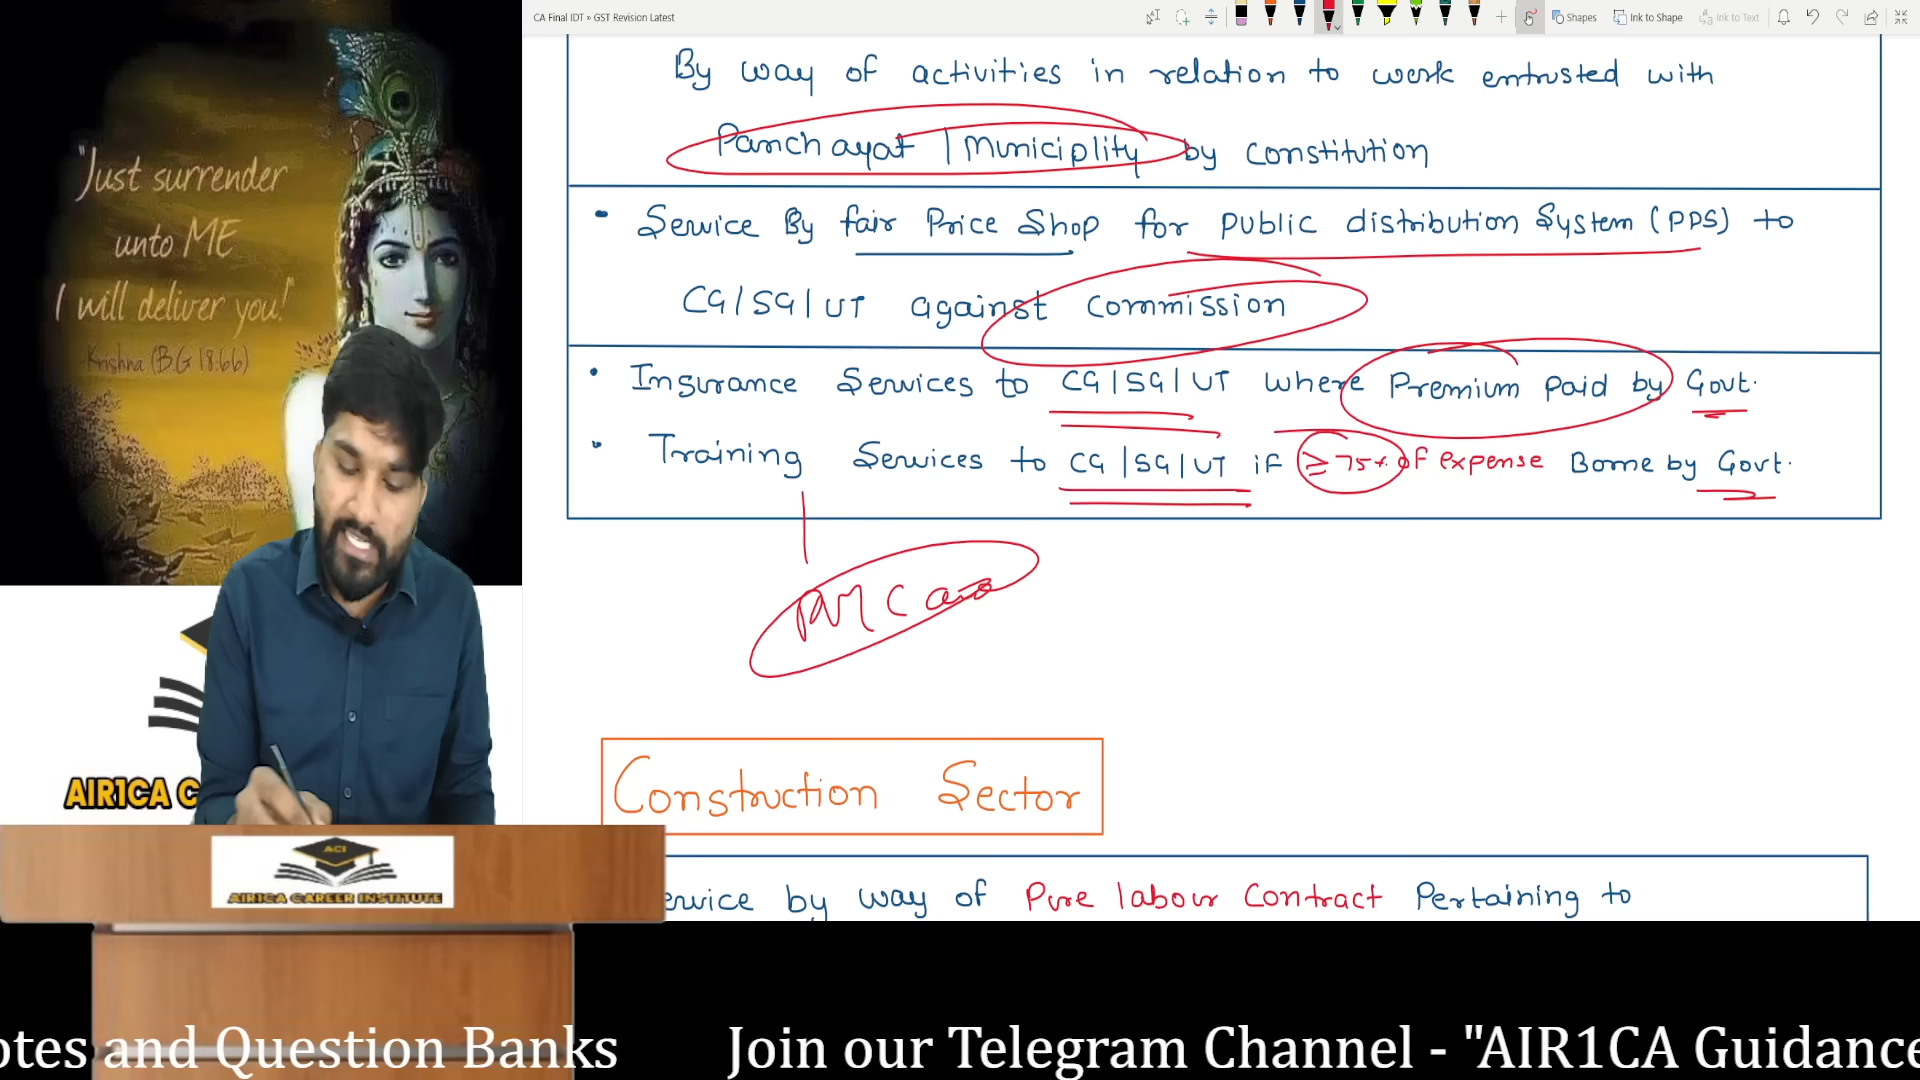 CA Final IDT » GST Revision Latest
Shapes
Ink to Shape
Ink to Text
By way of activities in relation to work entrusted with
Panchayat | Municiplity by constitution
"Just surrender
unto ME
I will deliver you!"
Krishna (B.G 18:66)
• Service By fair Price Shop for Public distribution System (PDS) to
CG/SG/UT against Commission
• Insurance Services to CG/SG/UT where Premium Paid by Govt.
• Training Services to CG/SG/UT if ≥ 75% of expense Borne by Govt.
Construction Sector
AIR1CA C
ACI
AIR1CA CAREER INSTITUTE
ervice by way of Pure labour Contract Pertaining to
otes and Question Banks Join our Telegram Channel - "AIR1CA Guidance